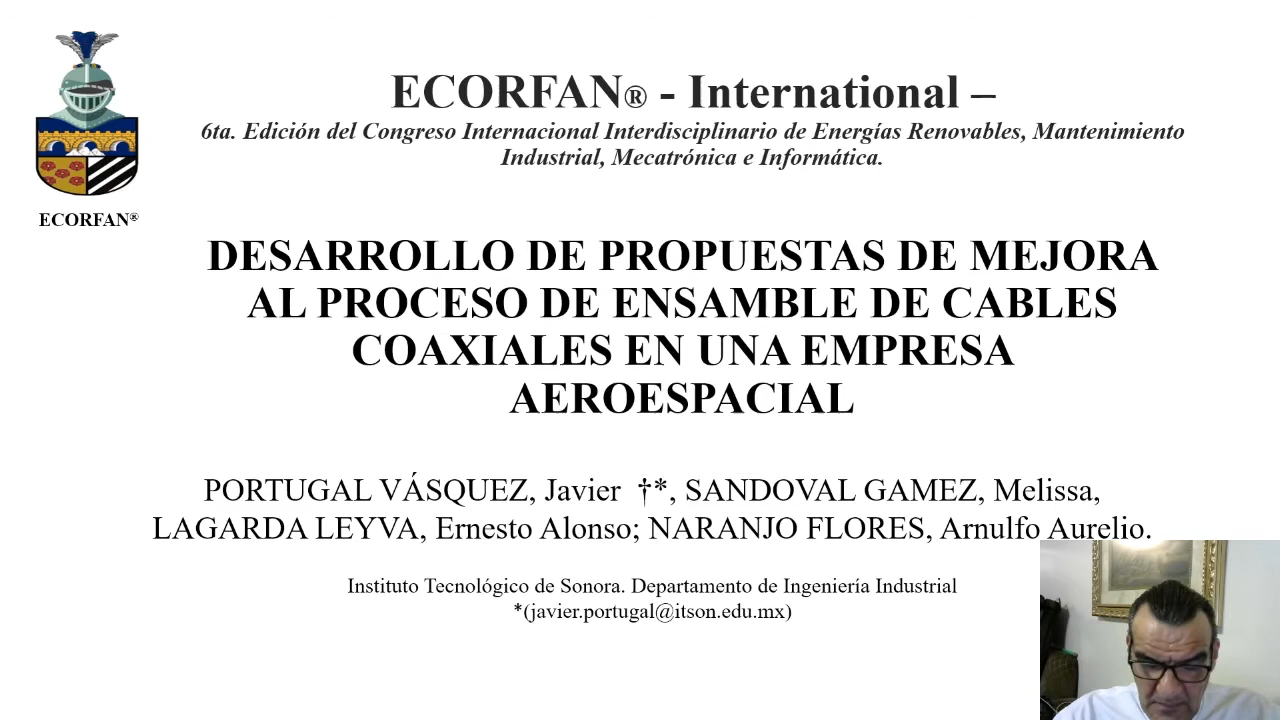 ECORFAN® - International –
6ta. Edición del Congreso Internacional Interdisciplinario de Energías Renovables, Mantenimiento
Industrial, Mecatrónica e Informática.
ECORFAN®
DESARROLLO DE PROPUESTAS DE MEJORA
AL PROCESO DE ENSAMBLE DE CABLES
COAXIALES EN UNA EMPRESA
AEROESPACIAL
PORTUGAL VÁSQUEZ, Javier †*, SANDOVAL GAMEZ, Melissa,
LAGARDA LEYVA, Ernesto Alonso; NARANJO FLORES, Arnulfo Aurelio.
Instituto Tecnológico de Sonora. Departamento de Ingeniería Industrial
*(javier.portugal@itson.edu.mx)